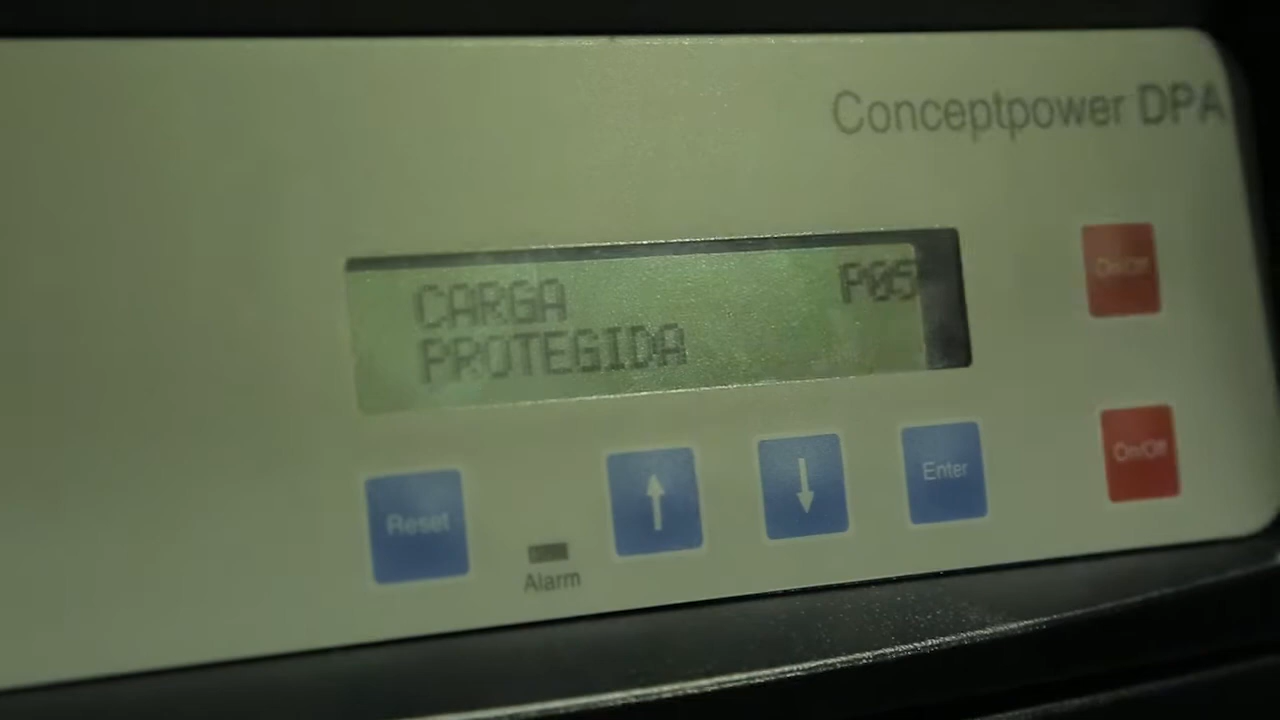 Conceptpower DPA
CARGA P05
PROTEGIDA
On/Off
Reset
Alarm
Enter
On/Off